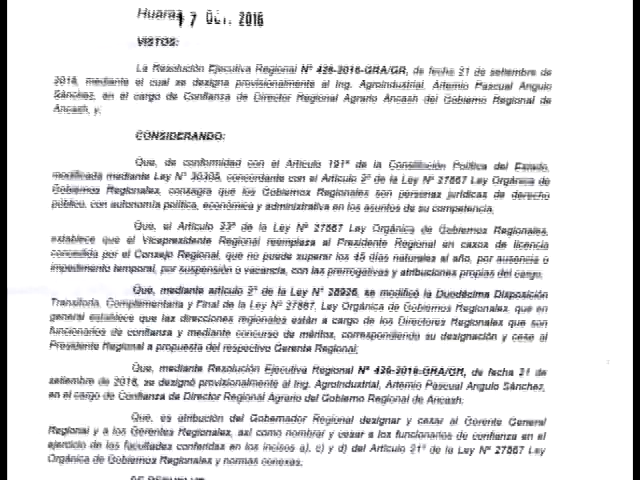 Huaraz 17 OCT. 2016
VISTOS:
La Resolución Ejecutiva Regional N° 426-2016-GRA/GR, de fecha 21 de setiembre de
2016, mediante el cual se designa provisionalmente al Ing. Agroindustrial, Artemio Pascual Angulo
Sánchez, en el cargo de Confianza de Director Regional Agrario Ancash del Gobierno Regional de
Ancash, y;
CONSIDERANDO:
Que, de conformidad con el Artículo 191° de la Constitución Política del Estado,
modificada mediante Ley N° 30305, concordante con el Artículo 2° de la Ley N° 27867 Ley Orgánica de
Gobiernos Regionales, consagra que los Gobiernos Regionales son personas jurídicas de derecho
público, con autonomía política, económica y administrativa en los asuntos de su competencia.
Que, el Artículo 23° de la Ley N° 27867 Ley Orgánica de Gobiernos Regionales,
establece que el Vicepresidente Regional reemplaza al Presidente Regional en casos de licencia
concedida por el Consejo Regional, que no puede superar los 45 días naturales al año, por ausencia o
impedimento temporal, por suspensión o vacancia, con las prerrogativas y atribuciones propias del cargo.
Que, mediante artículo 2° de la Ley N° 28926, se modificó la Duodécima Disposición
Transitoria, Complementaria y Final de la Ley N° 27867, Ley Orgánica de Gobiernos Regionales, que en
general establece que las direcciones regionales están a cargo de los Directores Regionales que son
funcionarios de confianza y mediante concurso de méritos, correspondiendo su designación y cese al
Presidente Regional a propuesta del respectivo Gerente Regional;
Que, mediante Resolución Ejecutiva Regional N° 426-2016-GRA/GR, de fecha 21 de
setiembre de 2016, se designó provisionalmente al Ing. Agroindustrial, Artemio Pascual Angulo Sánchez,
en el cargo de Confianza de Director Regional Agrario del Gobierno Regional de Ancash;
Que, es atribución del Gobernador Regional designar y cesar al Gerente General
Regional y a los Gerentes Regionales, así como nombrar y cesar a los funcionarios de confianza en el
ejercicio de las facultades conferidas en los incisos a), c) y d) del Artículo 21° de la Ley N° 27867 Ley
Orgánica de Gobiernos Regionales y normas conexas;
SE RESUELVE